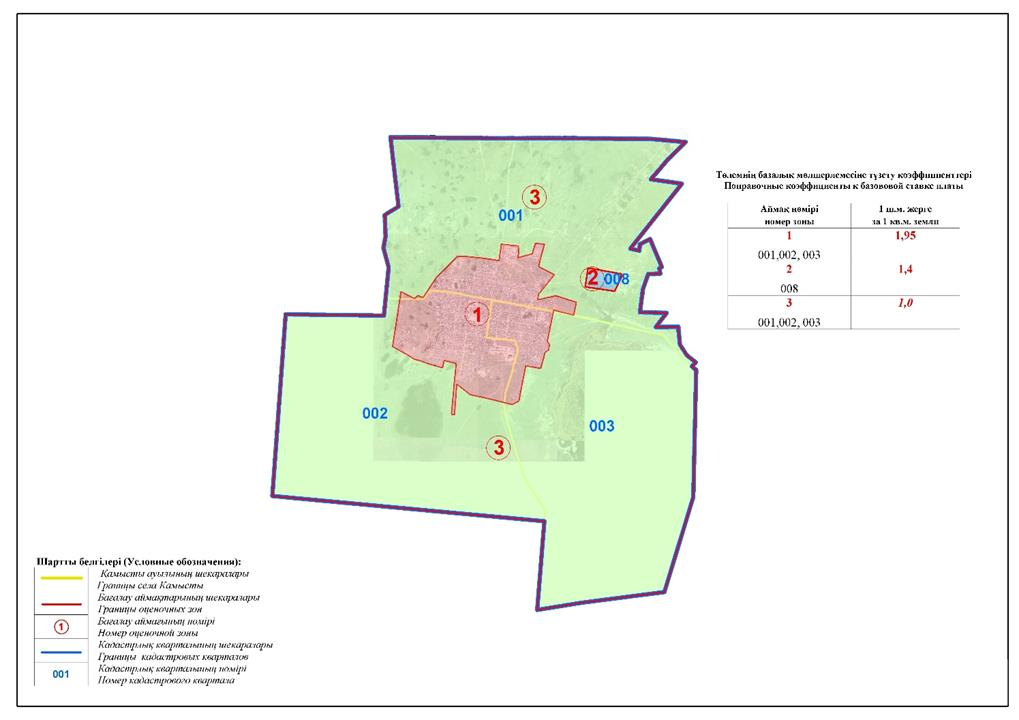 3
001
2
008
1
002
003
3
Төлемнің базалық мөлшерлемесіне түзету коэффициенттері
Поправочные коэффициенты к базововой ставке платы
Аймақ нөмірі
номер зоны
1 ш.м. жерге
за 1 кв.м. земли
1
1,95
001,002, 003
2
1,4
008
3
1,0
001,002, 003
Шартты белгілері (Условные обозначения):
Қамысты ауылының шекаралары
Границы села Камысты
Бағалау аймақтарының шекаралары
Границы оценочных зон
1
Бағалау аймағының нөмірі
Номер оценочной зоны
Кадастрлық кварталының шекаралары
Границы кадастровых кварталов
001
Кадастрлық кварталының нөмірі
Номер кадастрового квартала